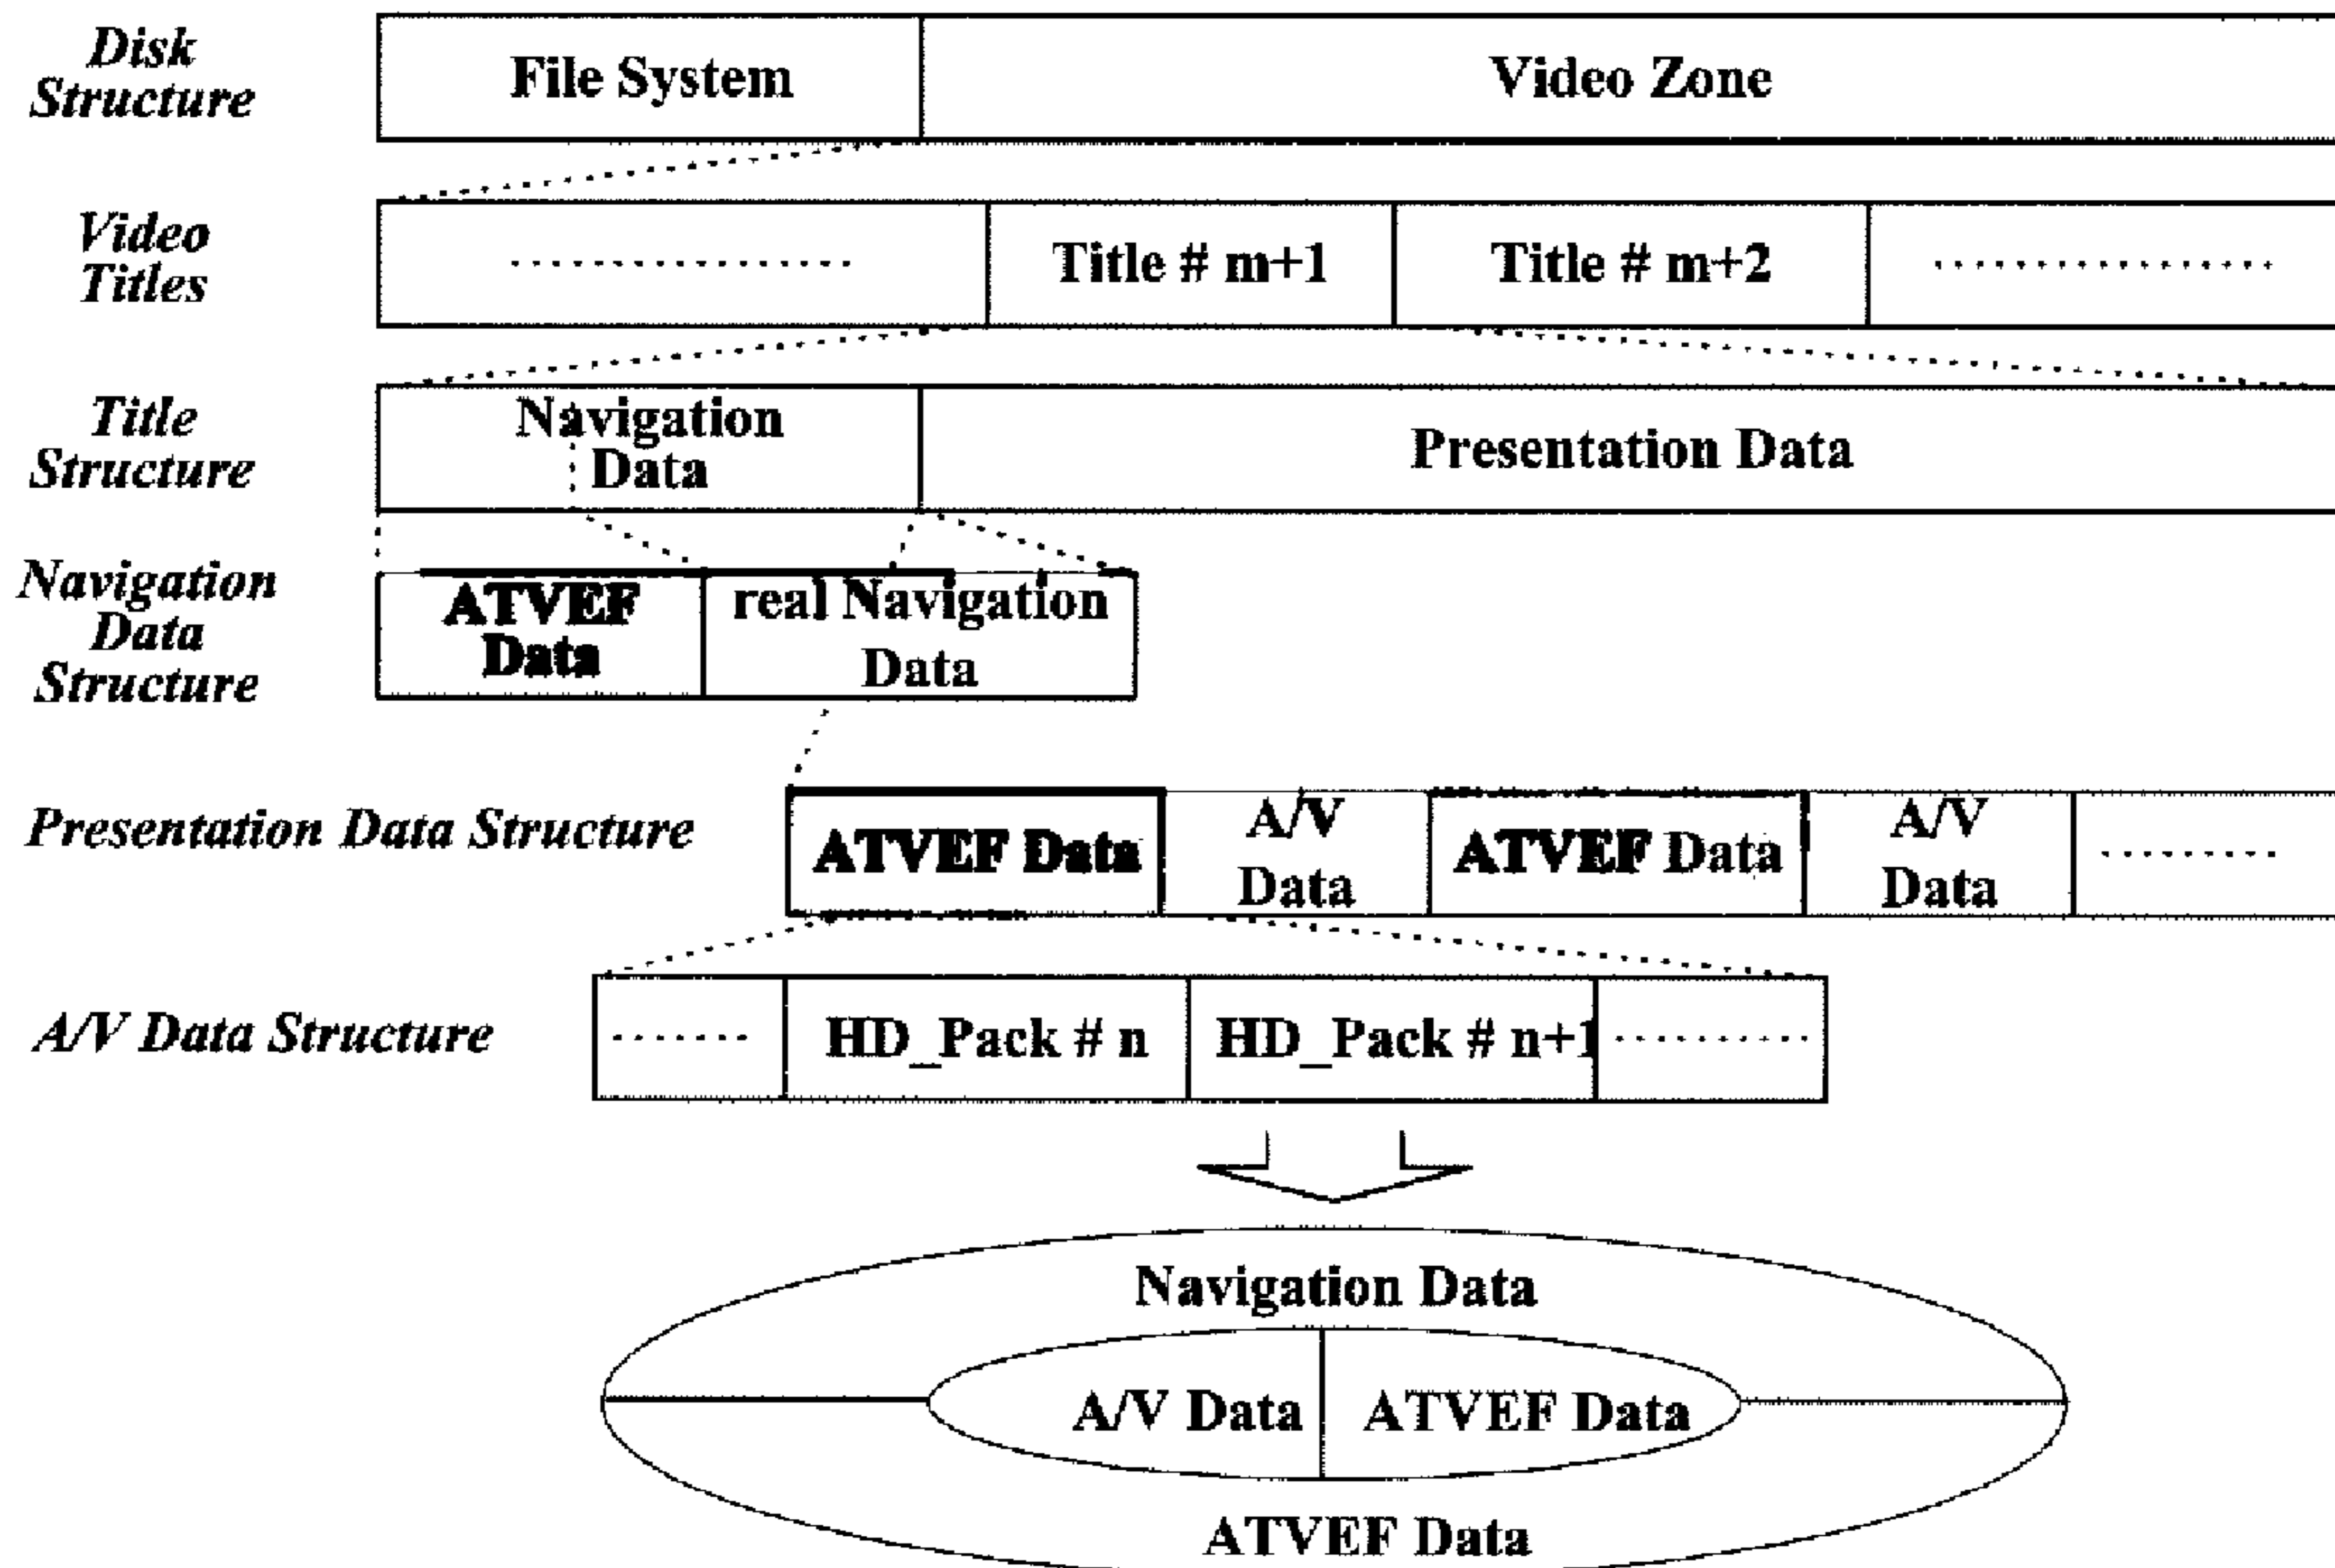 Disk
Structure
File System
Video Zone
Video
Titles
Title # m+1
Title # m+2
Title
Structure
Navigation
Data
Presentation Data
Navigation
Data
Structure
ATVEF
Data
real Navigation
Data
Presentation Data Structure
ATVEF Data
A/V
Data
ATVEF Data
A/V
Data
A/V Data Structure
HD_Pack # n
HD_Pack # n+1
Navigation Data
A/V Data
ATVEF Data
ATVEF Data